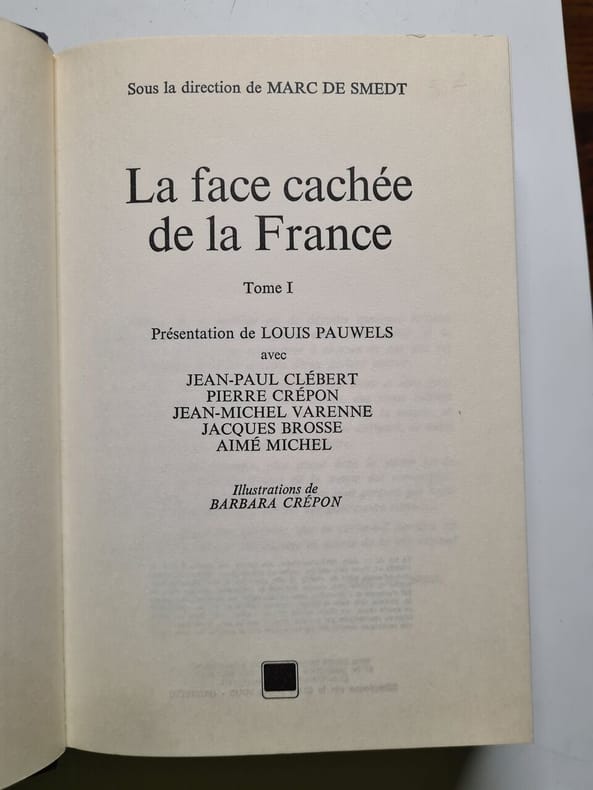 Sous la direction de MARC DE SMEDT
La face cachée
de la France
Tome I
Présentation de LOUIS PAUWELS
avec
JEAN-PAUL CLÉBERT
PIERRE CRÉPON
JEAN-MICHEL VARENNE
JACQUES BROSSE
AIMÉ MICHEL
Illustrations de
BARBARA CRÉPON